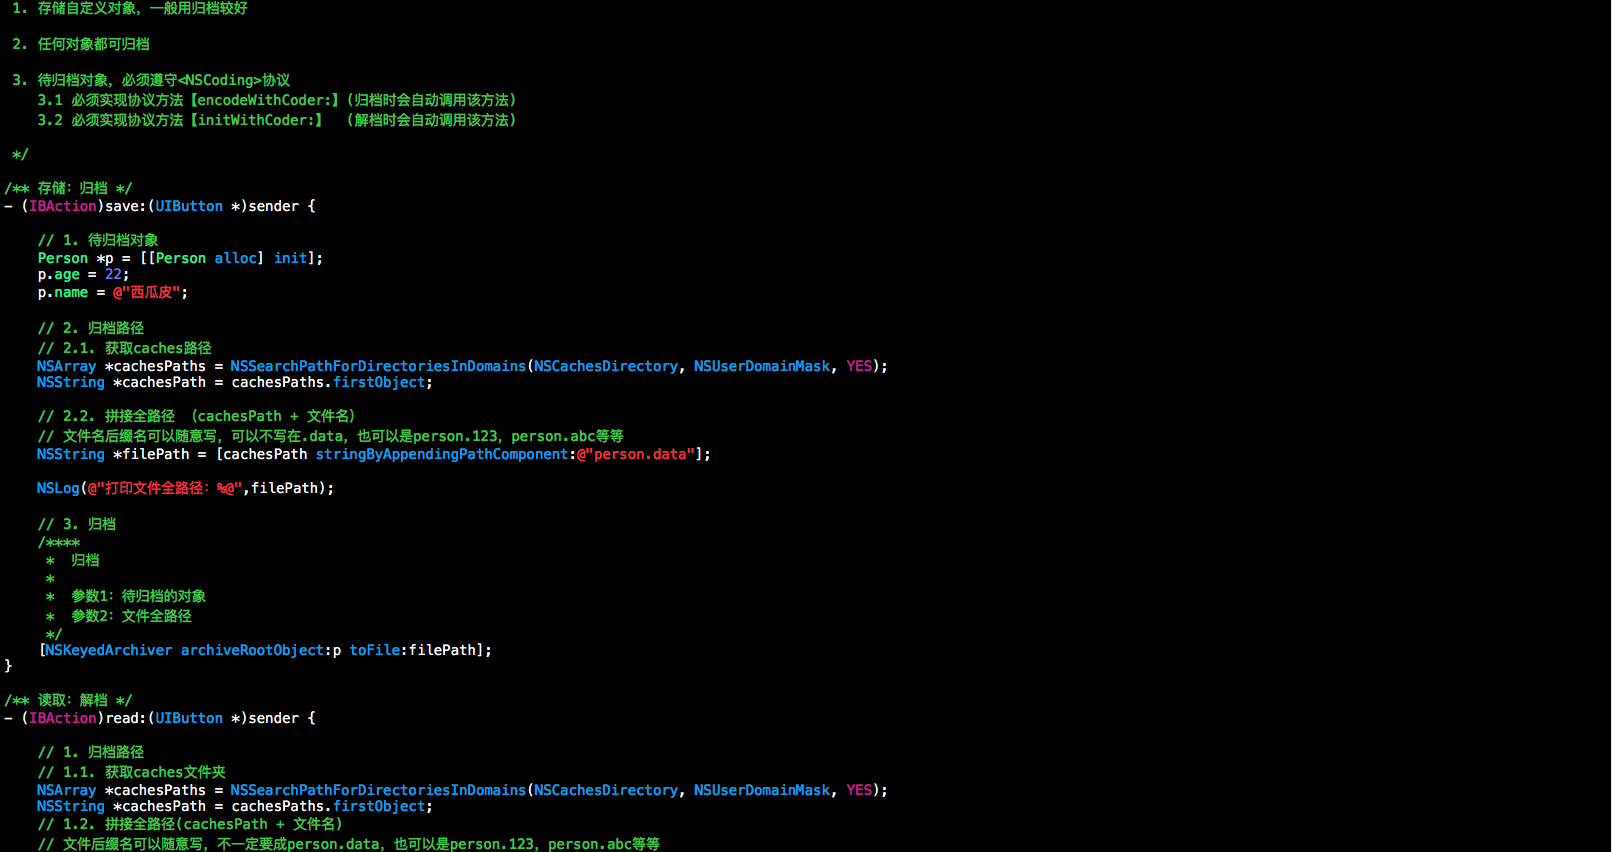 1. 存储自定义对象，一般用归档较好
2. 任何对象都可归档
3. 待归档对象，必须遵守<NSCoding>协议
3.1 必须实现协议方法【encodeWithCoder:】(归档时会自动调用该方法)
3.2 必须实现协议方法【initWithCoder:】 (解档时会自动调用该方法)
*/
/** 存储：归档 */
- (IBAction)save:(UIButton *)sender {
// 1. 待归档对象
Person *p = [[Person alloc] init];
p.age = 22;
p.name = @"西瓜皮";
// 2. 归档路径
// 2.1. 获取caches路径
NSArray *cachesPaths = NSSearchPathForDirectoriesInDomains(NSCachesDirectory, NSUserDomainMask, YES);
NSString *cachesPath = cachesPaths.firstObject;
// 2.2. 拼接全路径 （cachesPath + 文件名）
// 文件名后缀名可以随意写，可以不写在.data，也可以是person.123，person.abc等等
NSString *filePath = [cachesPath stringByAppendingPathComponent:@"person.data"];
NSLog(@"打印文件全路径：%@",filePath);
// 3. 归档
/****
* 归档
*
* 参数1：待归档的对象
* 参数2：文件全路径
*/
[NSKeyedArchiver archiveRootObject:p toFile:filePath];
}
/** 读取：解档 */
- (IBAction)read:(UIButton *)sender {
// 1. 归档路径
// 1.1. 获取caches文件夹
NSArray *cachesPaths = NSSearchPathForDirectoriesInDomains(NSCachesDirectory, NSUserDomainMask, YES);
NSString *cachesPath = cachesPaths.firstObject;
// 1.2. 拼接全路径(cachesPath + 文件名)
// 文件后缀名可以随意写，不一定要成person.data，也可以是person.123，person.abc等等